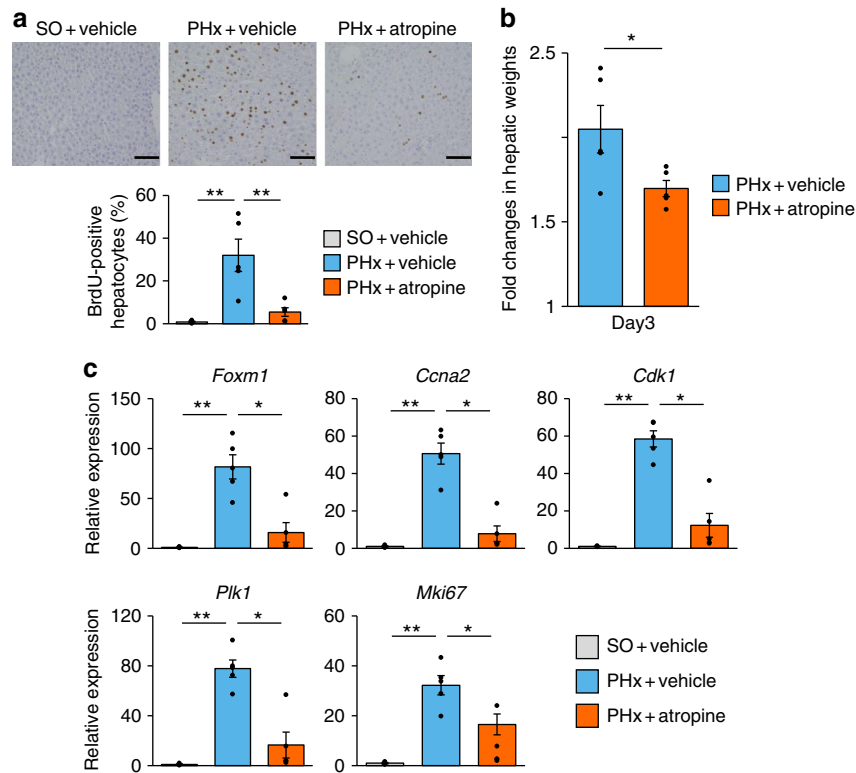 a
SO + vehicle
PHx + vehicle
PHx + atropine
BrdU-positive
hepatocytes (%)
60
40
20
0
** **
SO + vehicle
PHx + vehicle
PHx + atropine
b
Fold changes in hepatic weights
2.5
1.5
1
*
Day3
PHx + vehicle
PHx + atropine
c
Foxm1
Relative expression
150
100
50
0
** *
Ccna2
60
40
20
0
** *
Cdk1
80
60
40
20
0
** *
Plk1
Relative expression
120
80
40
0
** *
Mki67
60
40
20
0
** *
SO + vehicle
PHx + vehicle
PHx + atropine